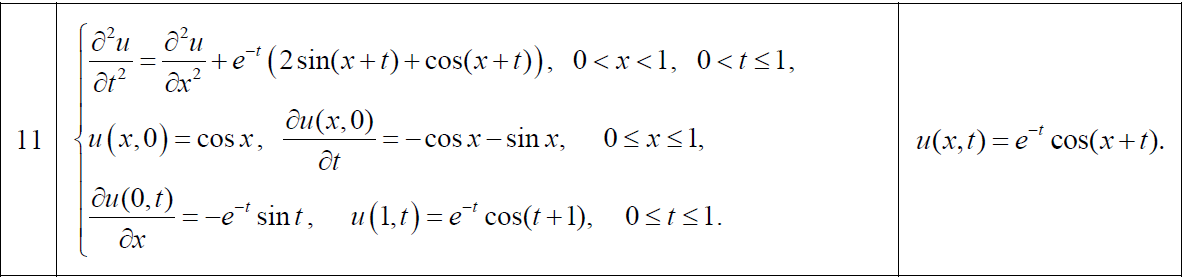 11
∂²u/∂t² = ∂²u/∂x² + e⁻ᵗ (2sin(x+t)+cos(x+t)), 0<x<1, 0<t≤1,
u(x,0)=cos x, ∂u(x,0)/∂t = −cos x − sin x, 0≤x≤1,
∂u(0,t)/∂x = −e⁻ᵗ sin t, u(1,t)=e⁻ᵗ cos(t+1), 0≤t≤1.
u(x,t)=e⁻ᵗ cos(x+t).